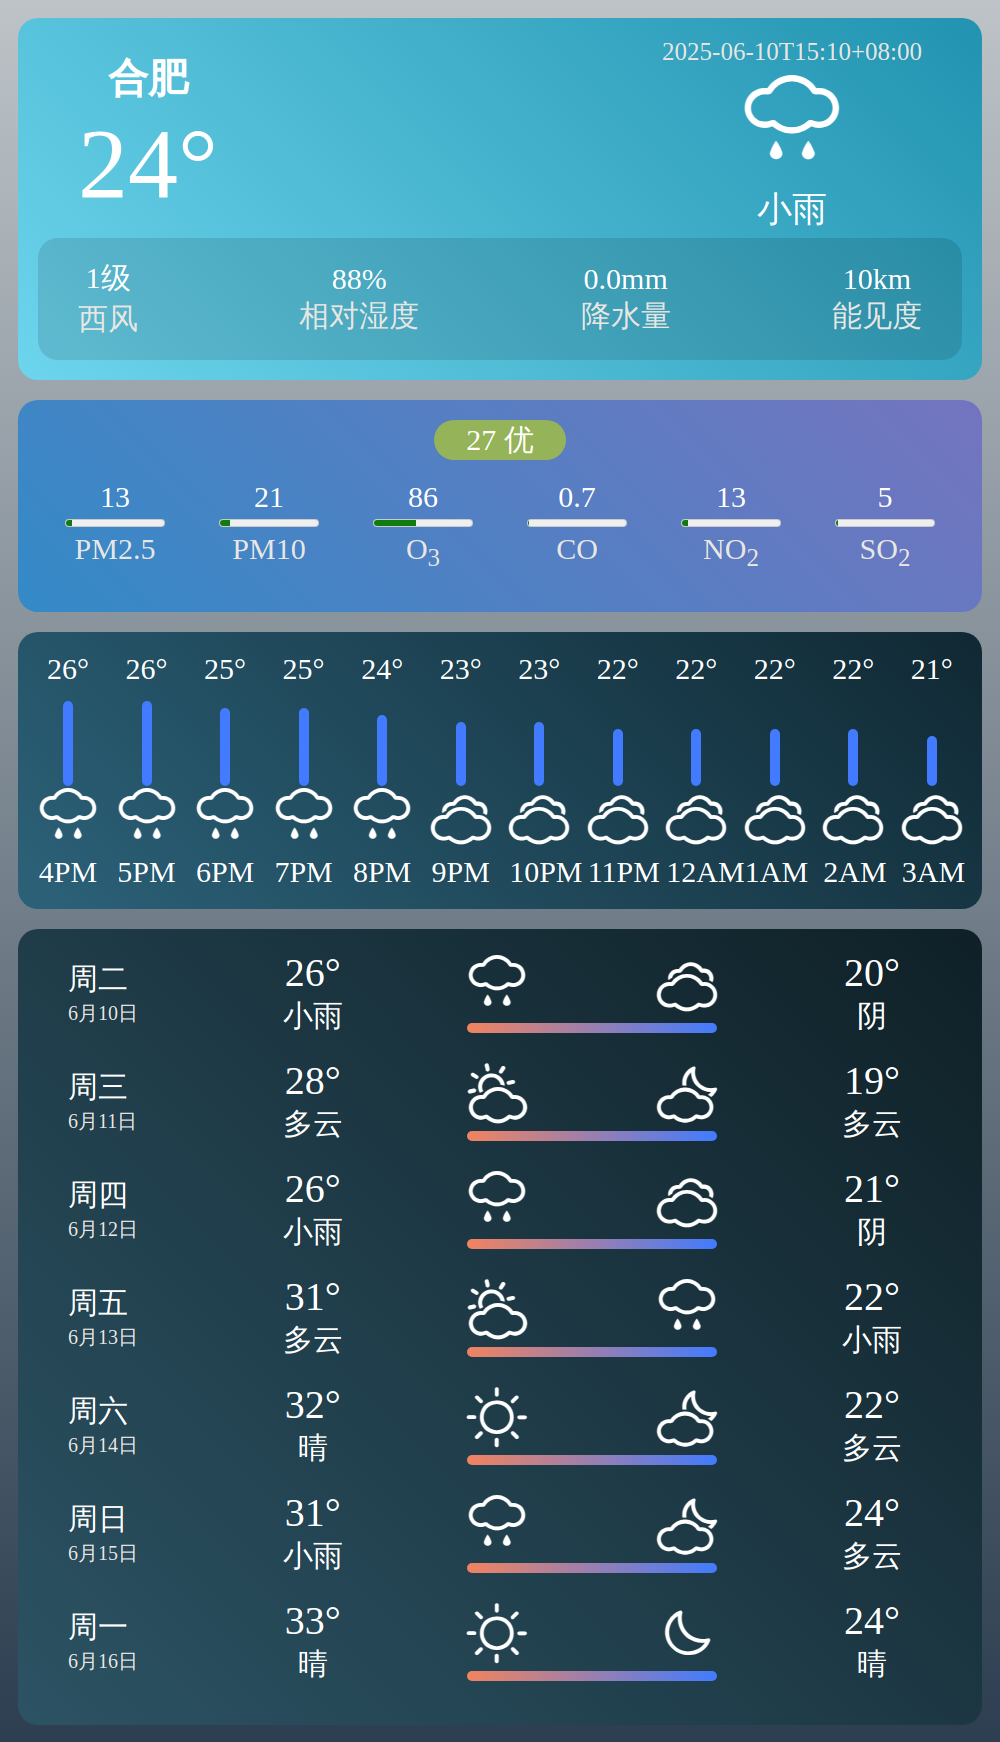 合肥
24°
2025-06-10T15:10+08:00
小雨
1级 88% 0.0mm 10km
西风 相对湿度 降水量 能见度
27 优
13 21 86 0.7 13 5
PM2.5 PM10 O3 CO NO2 SO2
26° 26° 25° 25° 24° 23° 23° 22° 22° 22° 22° 21°
4PM 5PM 6PM 7PM 8PM 9PM 10PM 11PM 12AM 1AM 2AM 3AM
周二 26° 20°
6月10日 小雨 阴
周三 28° 19°
6月11日 多云 多云
周四 26° 21°
6月12日 小雨 阴
周五 31° 22°
6月13日 多云 小雨
周六 32° 22°
6月14日 晴 多云
周日 31° 24°
6月15日 小雨 多云
周一 33° 24°
6月16日 晴 晴